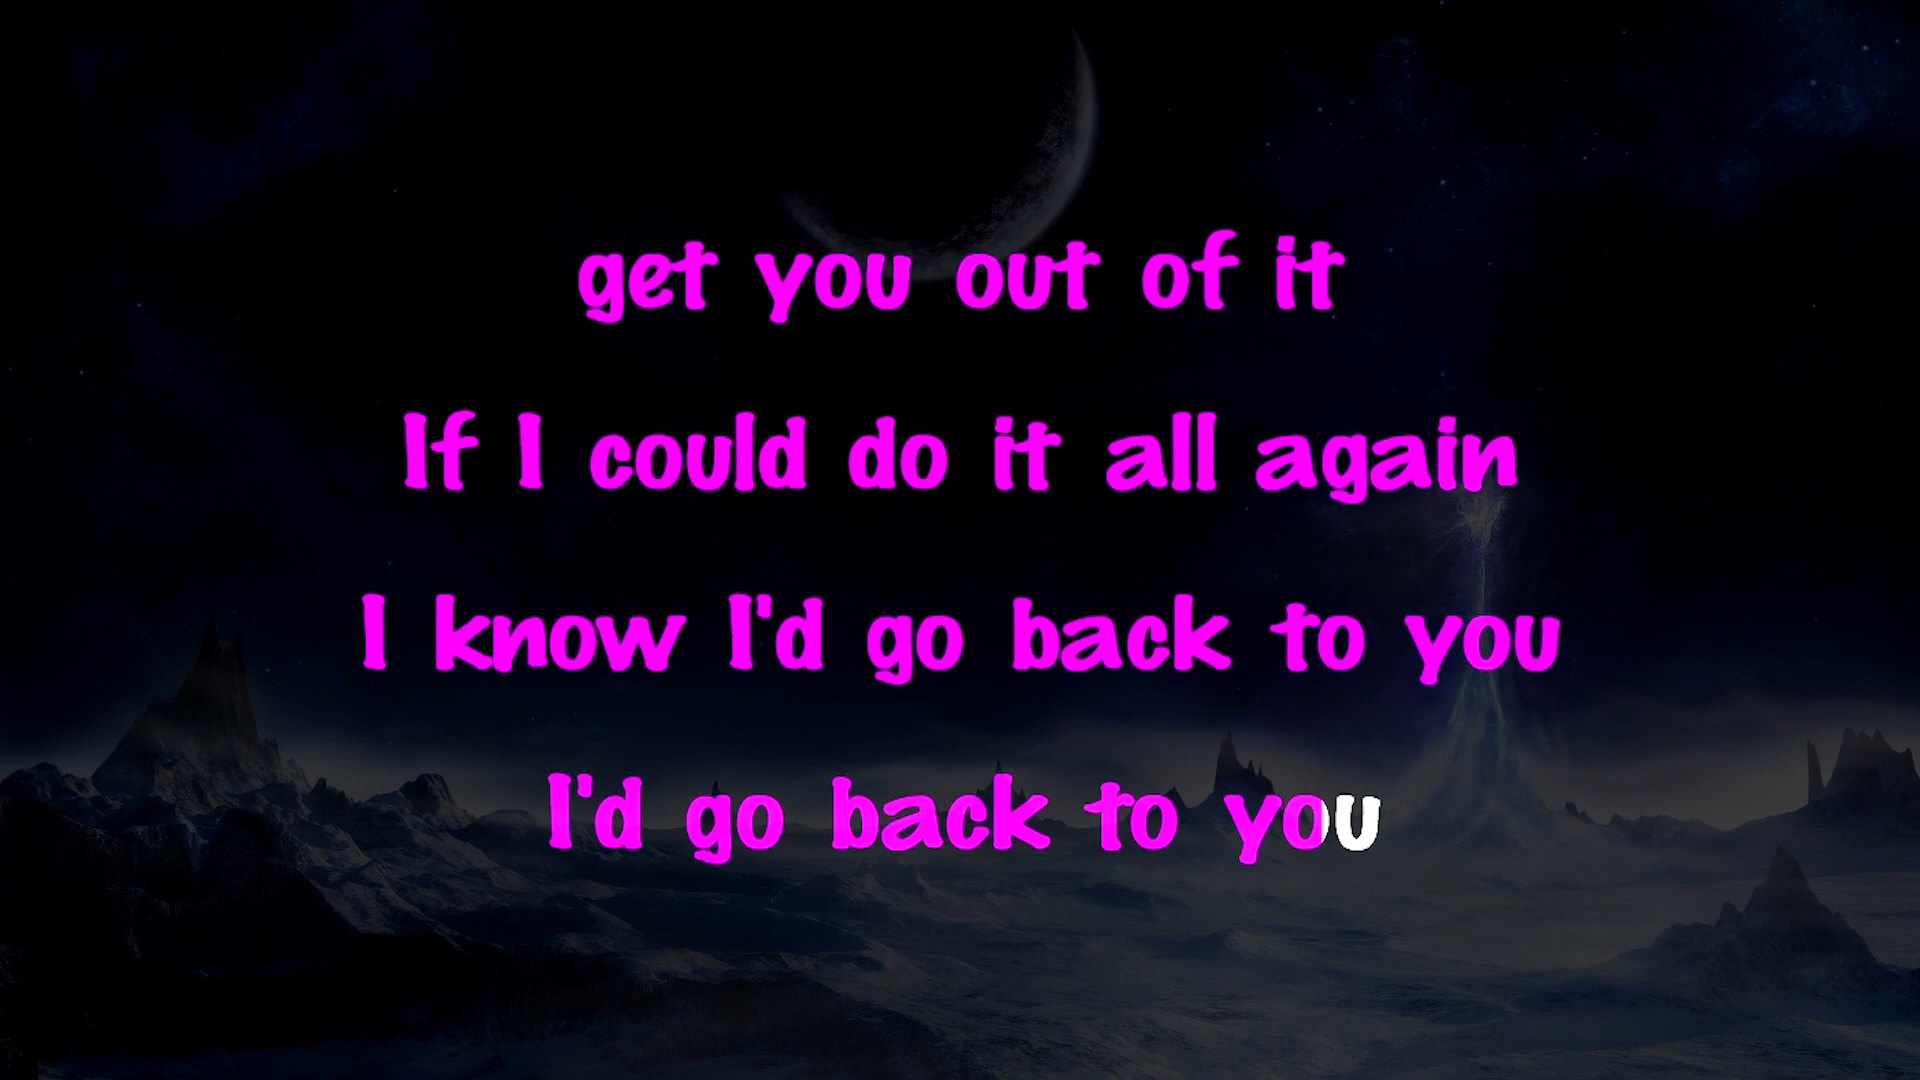 get you out of it
If I could do it all again
I know I'd go back to you
I'd go back to you